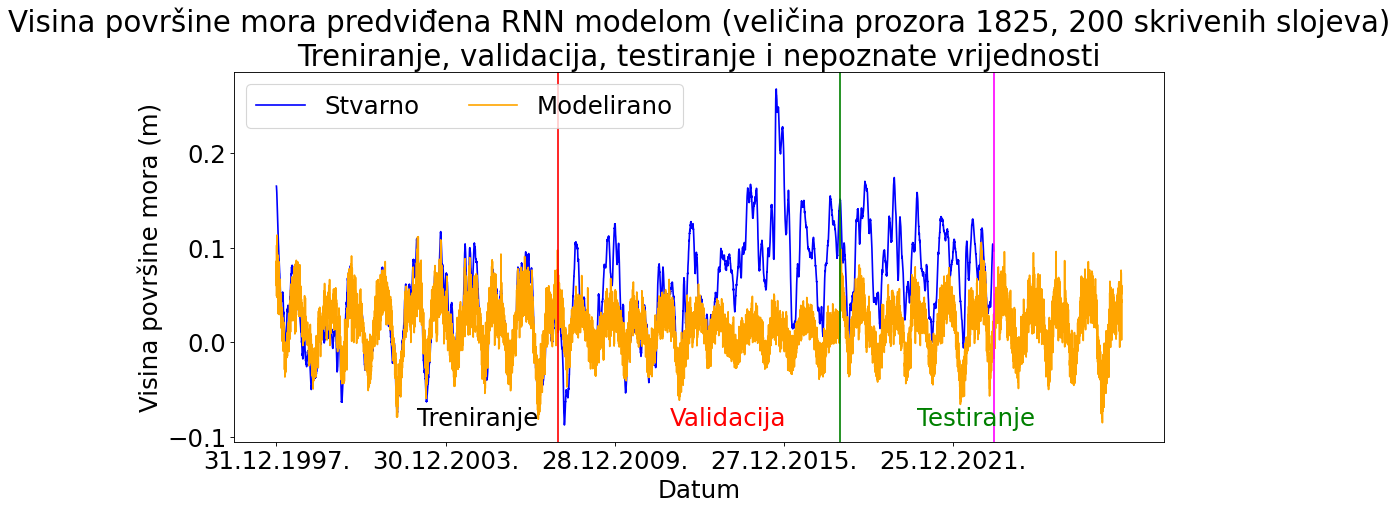 Visina površine mora predviđena RNN modelom (veličina prozora 1825, 200 skrivenih slojeva)
Treniranje, validacija, testiranje i nepoznate vrijednosti
Stvarno Modelirano
Visina površine mora (m)
0.2
0.1
0.0
−0.1
Treniranje Validacija Testiranje
31.12.1997. 30.12.2003. 28.12.2009. 27.12.2015. 25.12.2021.
Datum